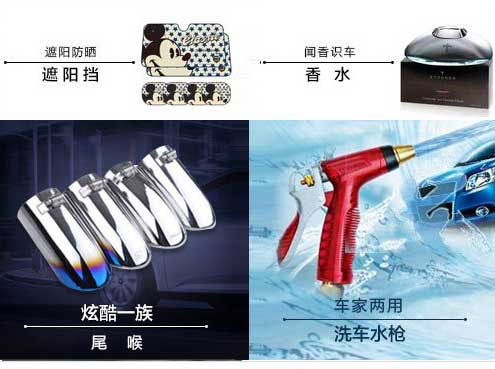 遮阳防晒
遮阳挡
闻香识车
香水
炫酷一族
尾喉
车家两用
洗车水枪